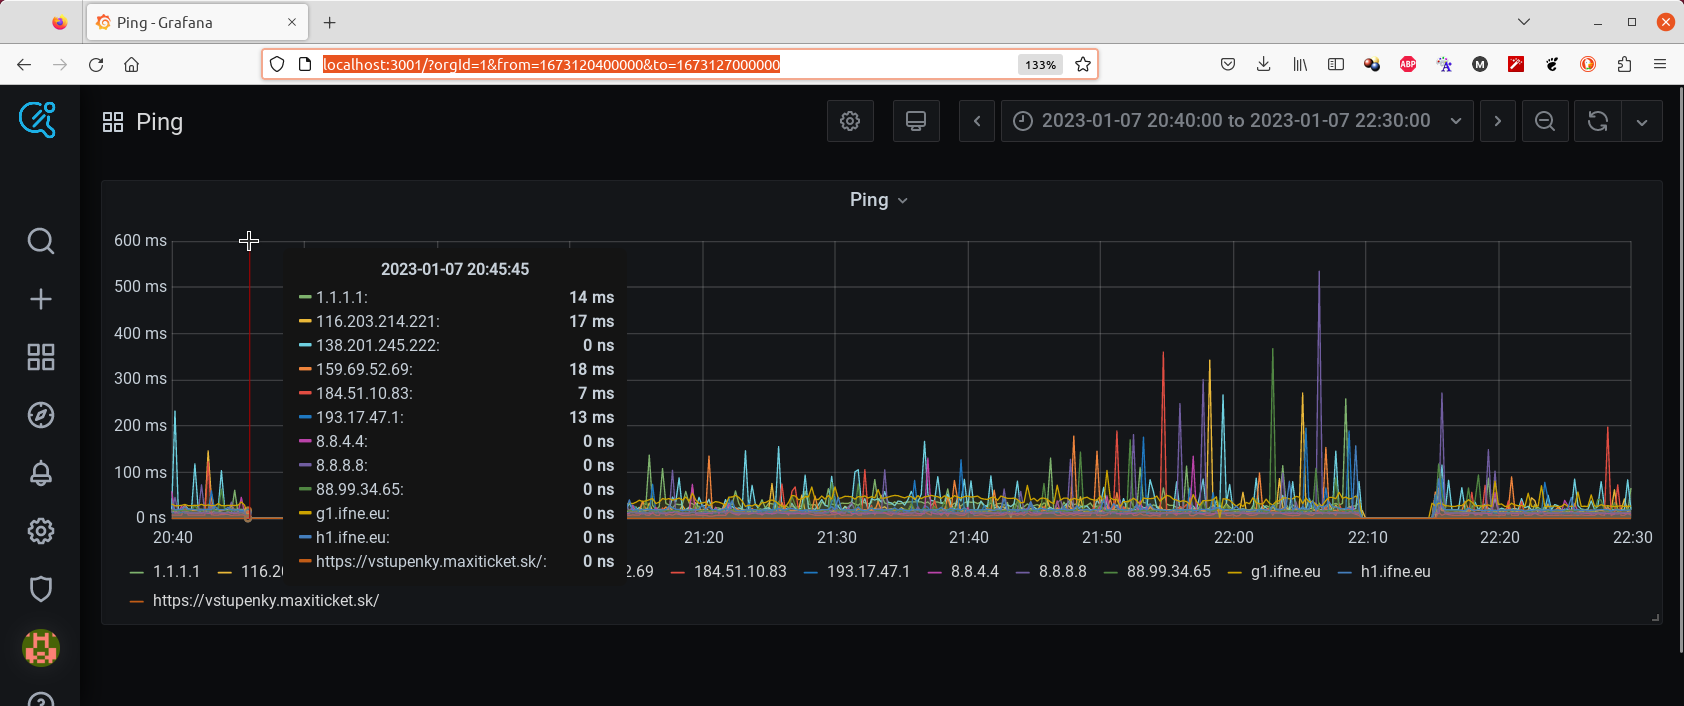 Ping - Grafana
localhost:3001/?orgId=1&from=1673120400000&to=1673127000000
133%
ABP
A
M
Ping
2023-01-07 20:40:00 to 2023-01-07 22:30:00
Ping
600 ms
500 ms
400 ms
300 ms
200 ms
100 ms
0 ns
2023-01-07 20:45:45
1.1.1.1: 14 ms
116.203.214.221: 17 ms
138.201.245.222: 0 ns
159.69.52.69: 18 ms
184.51.10.83: 7 ms
193.17.47.1: 13 ms
8.8.4.4: 0 ns
8.8.8.8: 0 ns
88.99.34.65: 0 ns
g1.ifne.eu: 0 ns
h1.ifne.eu: 0 ns
https://vstupenky.maxiticket.sk/: 0 ns
20:40 21:20 21:30 21:40 21:50 22:00 22:10 22:20 22:30
1.1.1.1 116.20 2.69 184.51.10.83 193.17.47.1 8.8.4.4 8.8.8.8 88.99.34.65 g1.ifne.eu h1.ifne.eu
https://vstupenky.maxiticket.sk/